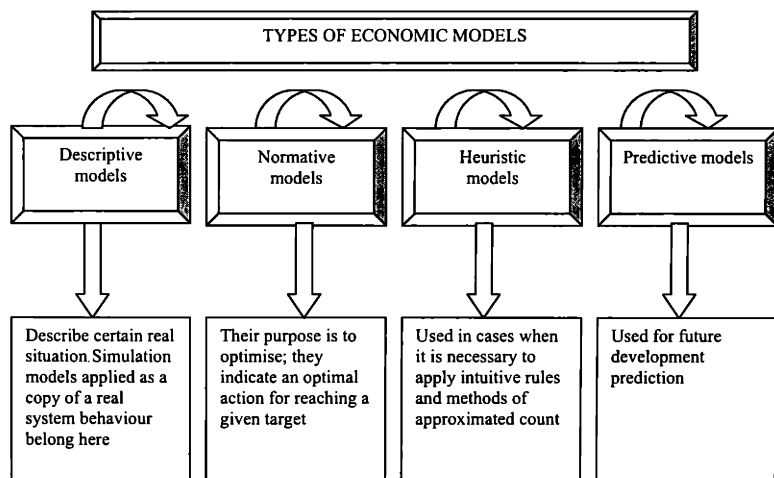 TYPES OF ECONOMIC MODELS
Descriptive
models
Normative
models
Heuristic
models
Predictive models
Describe certain real
situation. Simulation
models applied as a
copy of a real
system behaviour
belong here
Their purpose is to
optimise; they
indicate an optimal
action for reaching a
given target
Used in cases when
it is necessary to
apply intuitive rules
and methods of
approximated count
Used for future
development
prediction